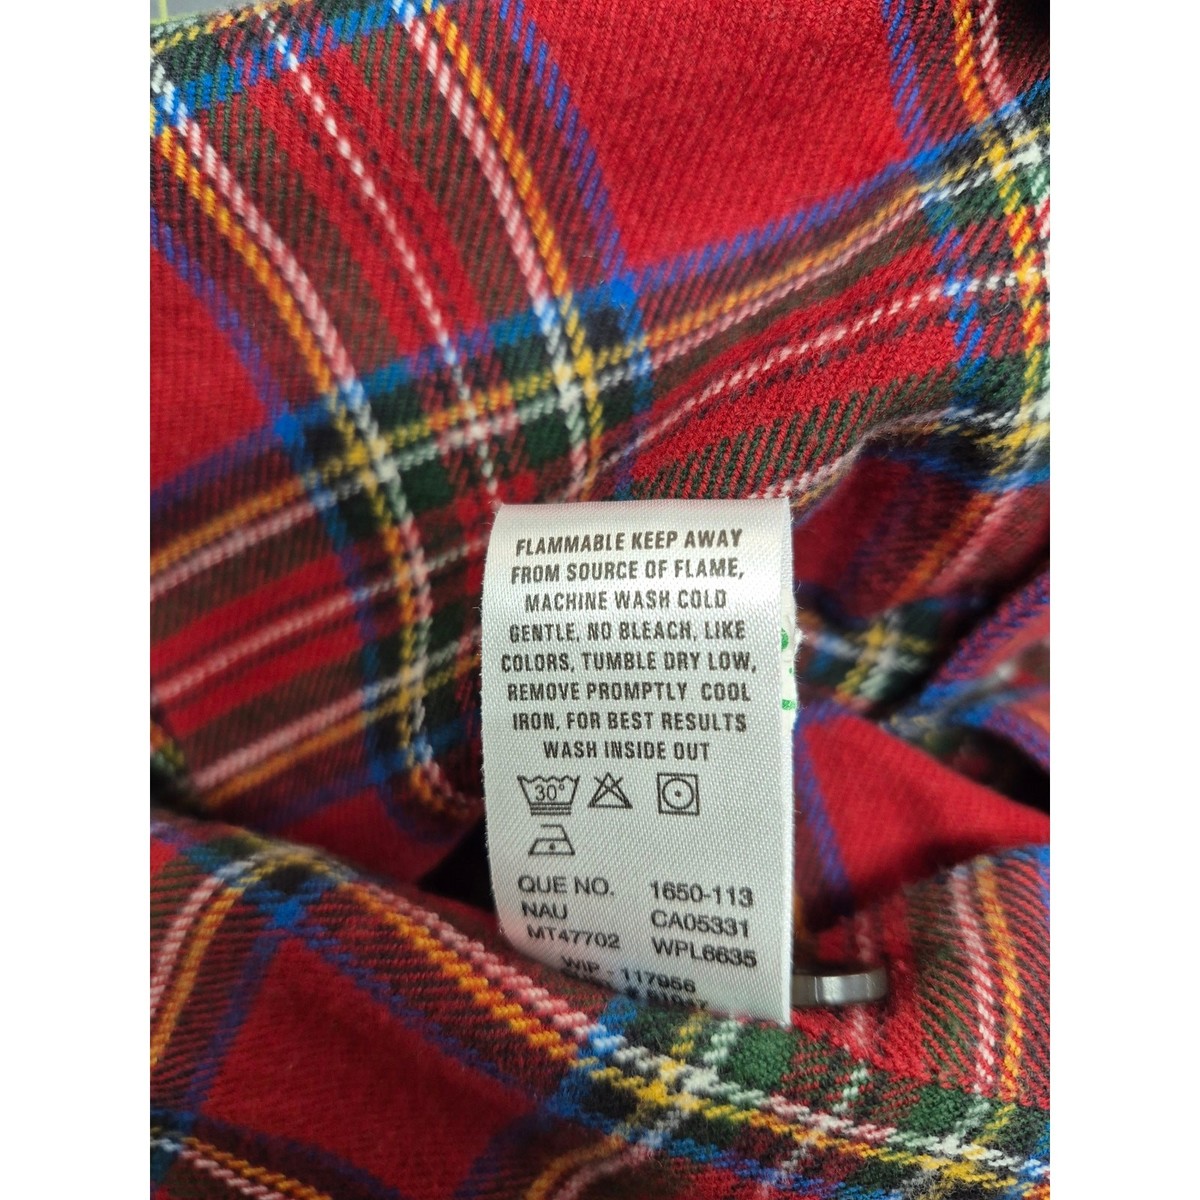 FLAMMABLE KEEP AWAY
FROM SOURCE OF FLAME,
MACHINE WASH COLD
GENTLE, NO BLEACH, LIKE
COLORS, TUMBLE DRY LOW,
REMOVE PROMPTLY COOL
IRON, FOR BEST RESULTS
WASH INSIDE OUT
30°
QUE NO. 1650-113
NAU CA05331
MT47702 WPL6635
WIP - 117956